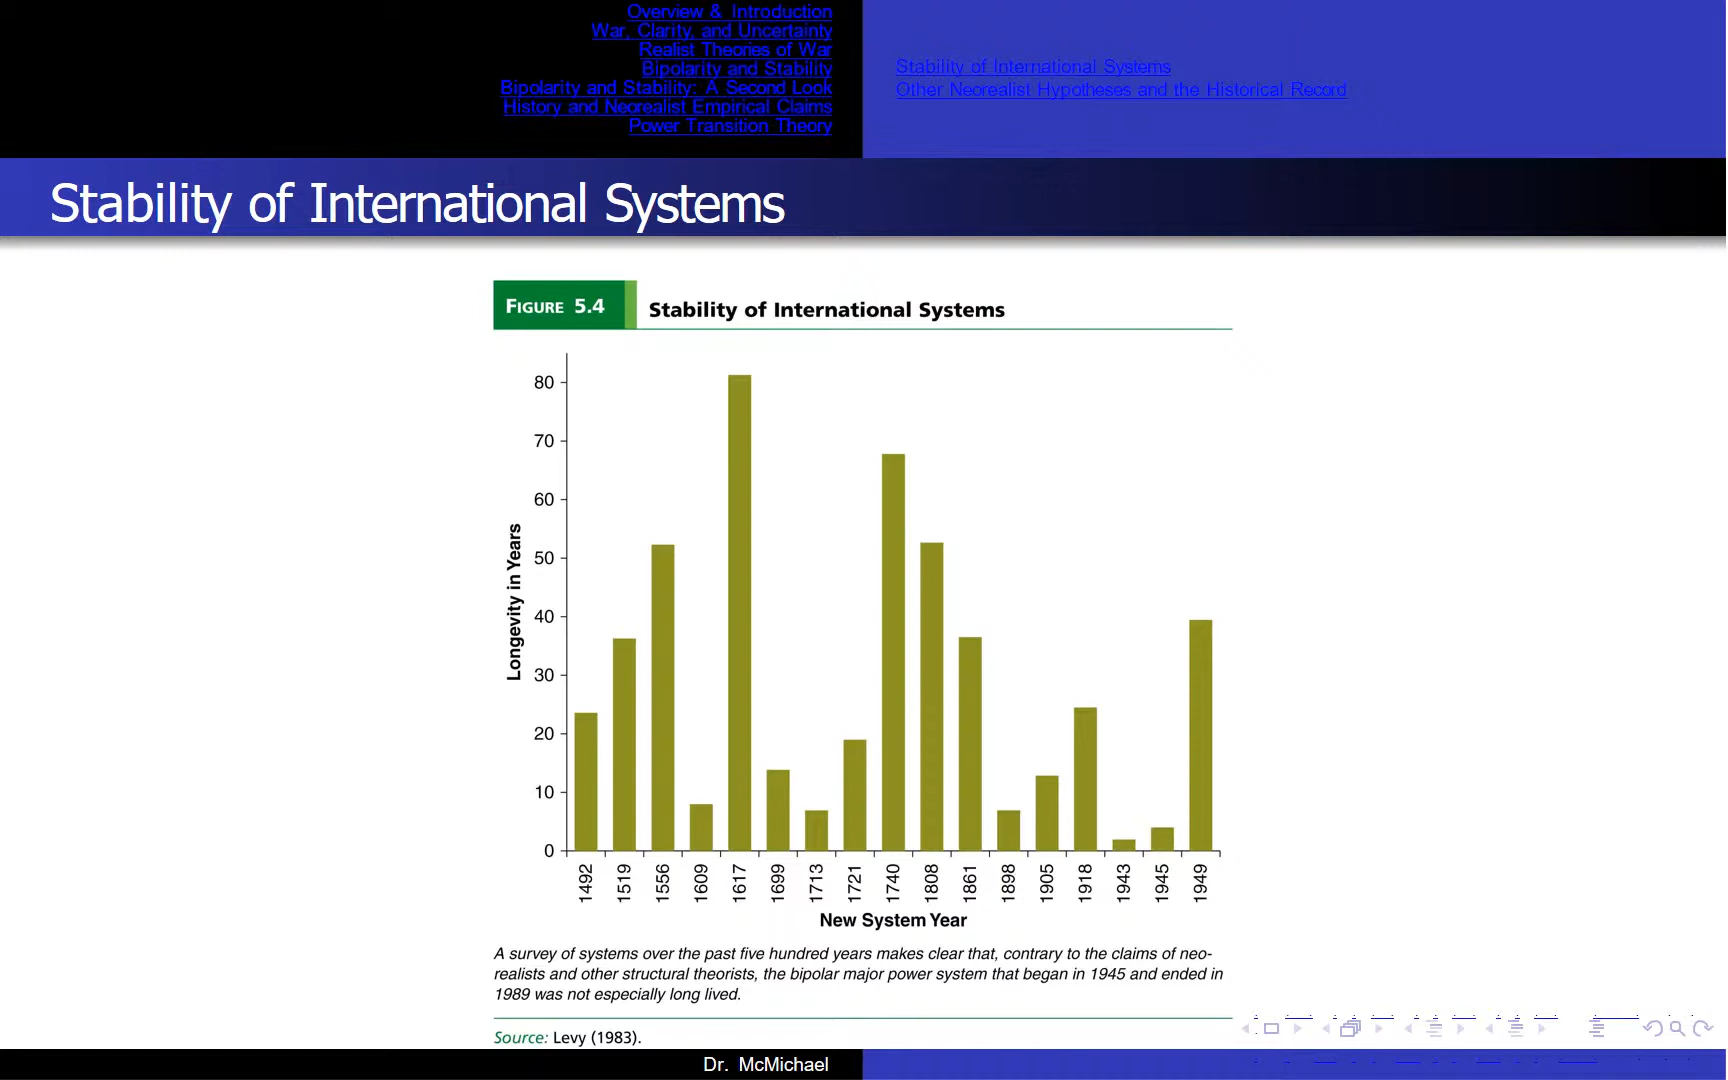 Overview & Introduction
War, Clarity, and Uncertainty
Realist Theories of War
Bipolarity and Stability
Bipolarity and Stability: A Second Look
History and Neorealist Empirical Claims
Power Transition Theory
Stability of International Systems
Other Neorealist Hypotheses and the Historical Record
Stability of International Systems
FIGURE 5.4
Stability of International Systems
Longevity in Years
80
70
60
50
40
30
20
10
0
1492
1519
1556
1609
1617
1699
1713
1721
1740
1808
1861
1898
1905
1918
1943
1945
1949
New System Year
A survey of systems over the past five hundred years makes clear that, contrary to the claims of neo-
realists and other structural theorists, the bipolar major power system that began in 1945 and ended in
1989 was not especially long lived.
Source: Levy (1983).
Dr. McMichael